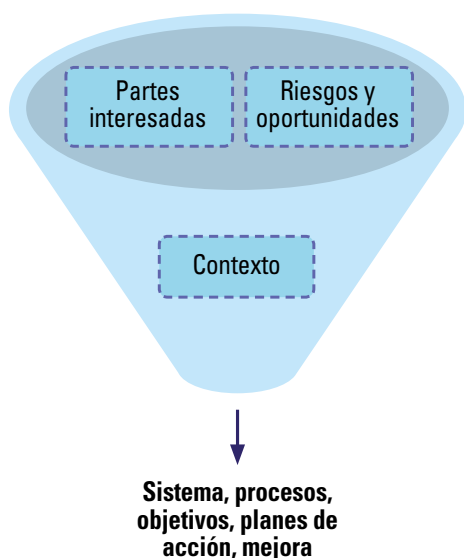 Partes
interesadas
Riesgos y
oportunidades
Contexto
Sistema, procesos,
objetivos, planes de
acción, mejora